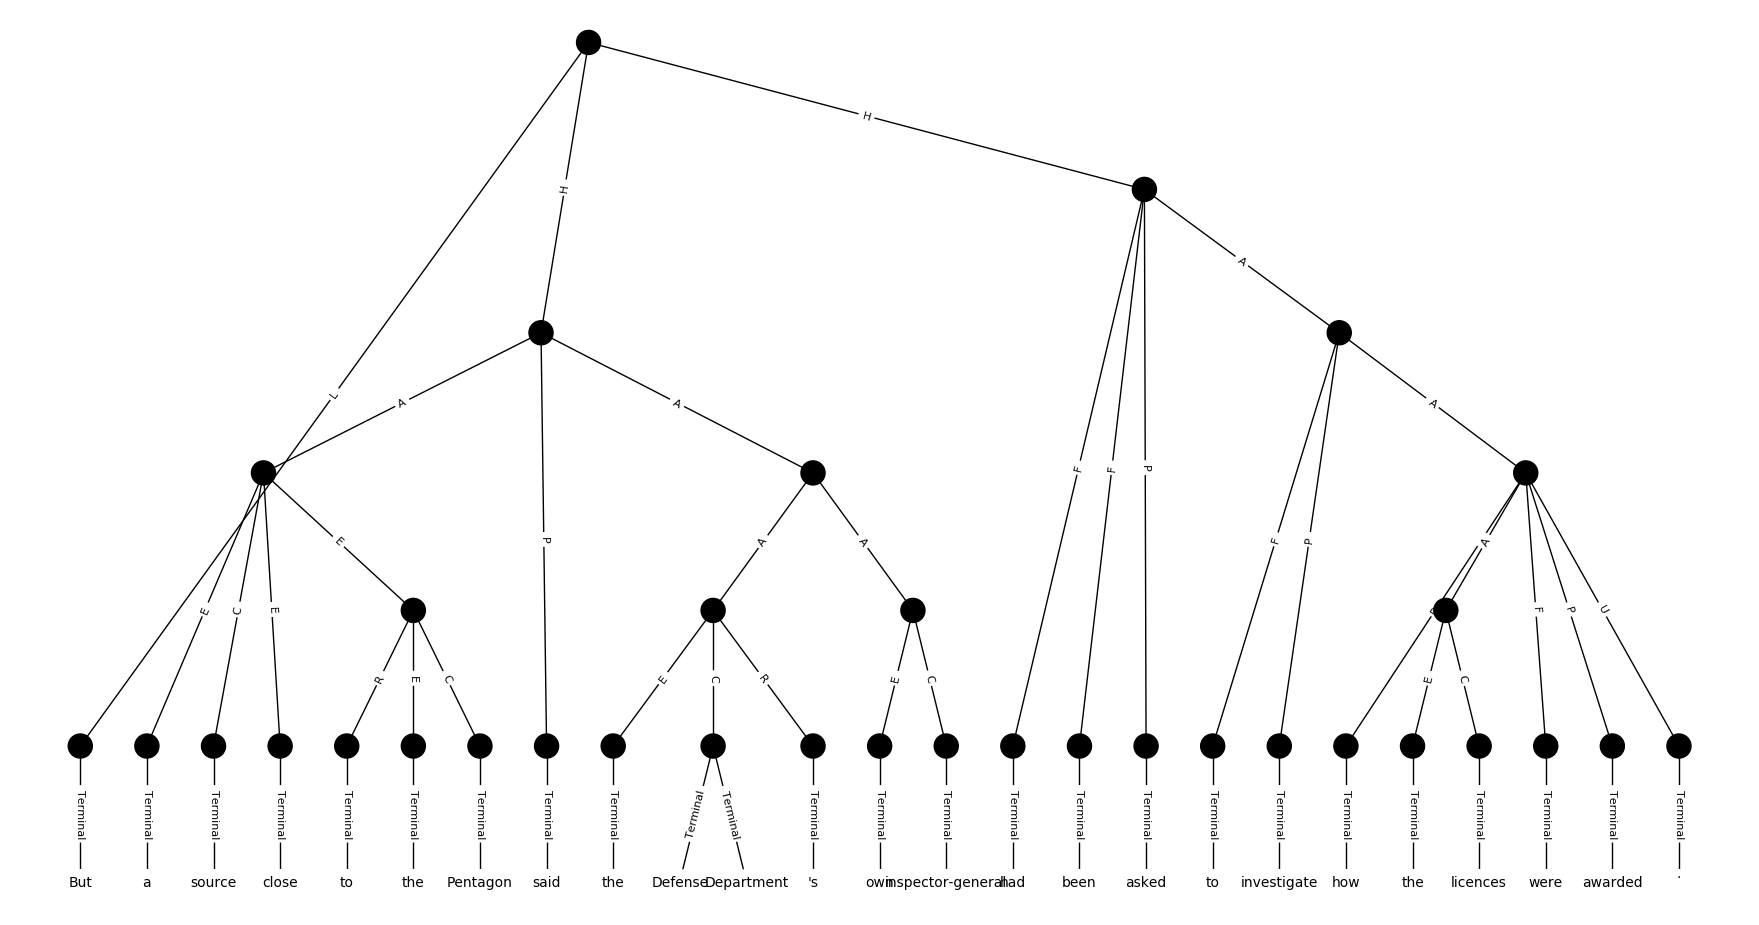 H
H
A
L
A
A
A
F
F
P
E
P
A
A
F
P
A
E
C
E
F
P
U
R
E
C
E
C
R
E
C
E
C
Terminal Terminal Terminal Terminal Terminal Terminal Terminal Terminal Terminal Terminal Terminal Terminal Terminal Terminal Terminal Terminal Terminal Terminal Terminal Terminal Terminal Terminal Terminal Terminal Terminal
But a source close to the Pentagon said the Defense Department 's own inspector-general had been asked to investigate how the licences were awarded .